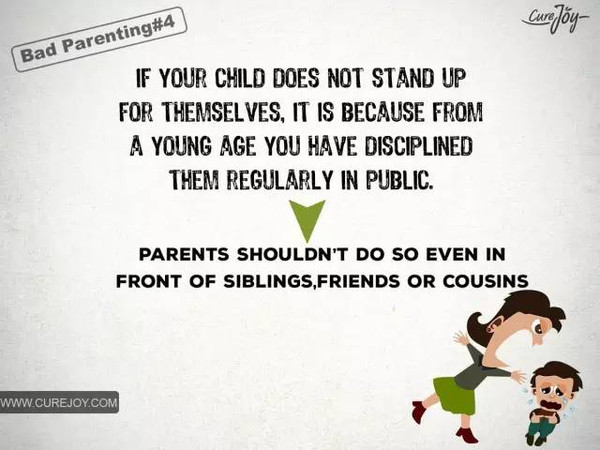 Bad Parenting#4
CureJoy
IF YOUR CHILD DOES NOT STAND UP
FOR THEMSELVES, IT IS BECAUSE FROM
A YOUNG AGE YOU HAVE DISCIPLINED
THEM REGULARLY IN PUBLIC.
PARENTS SHOULDN'T DO SO EVEN IN
FRONT OF SIBLINGS,FRIENDS OR COUSINS
WWW.CUREJOY.COM